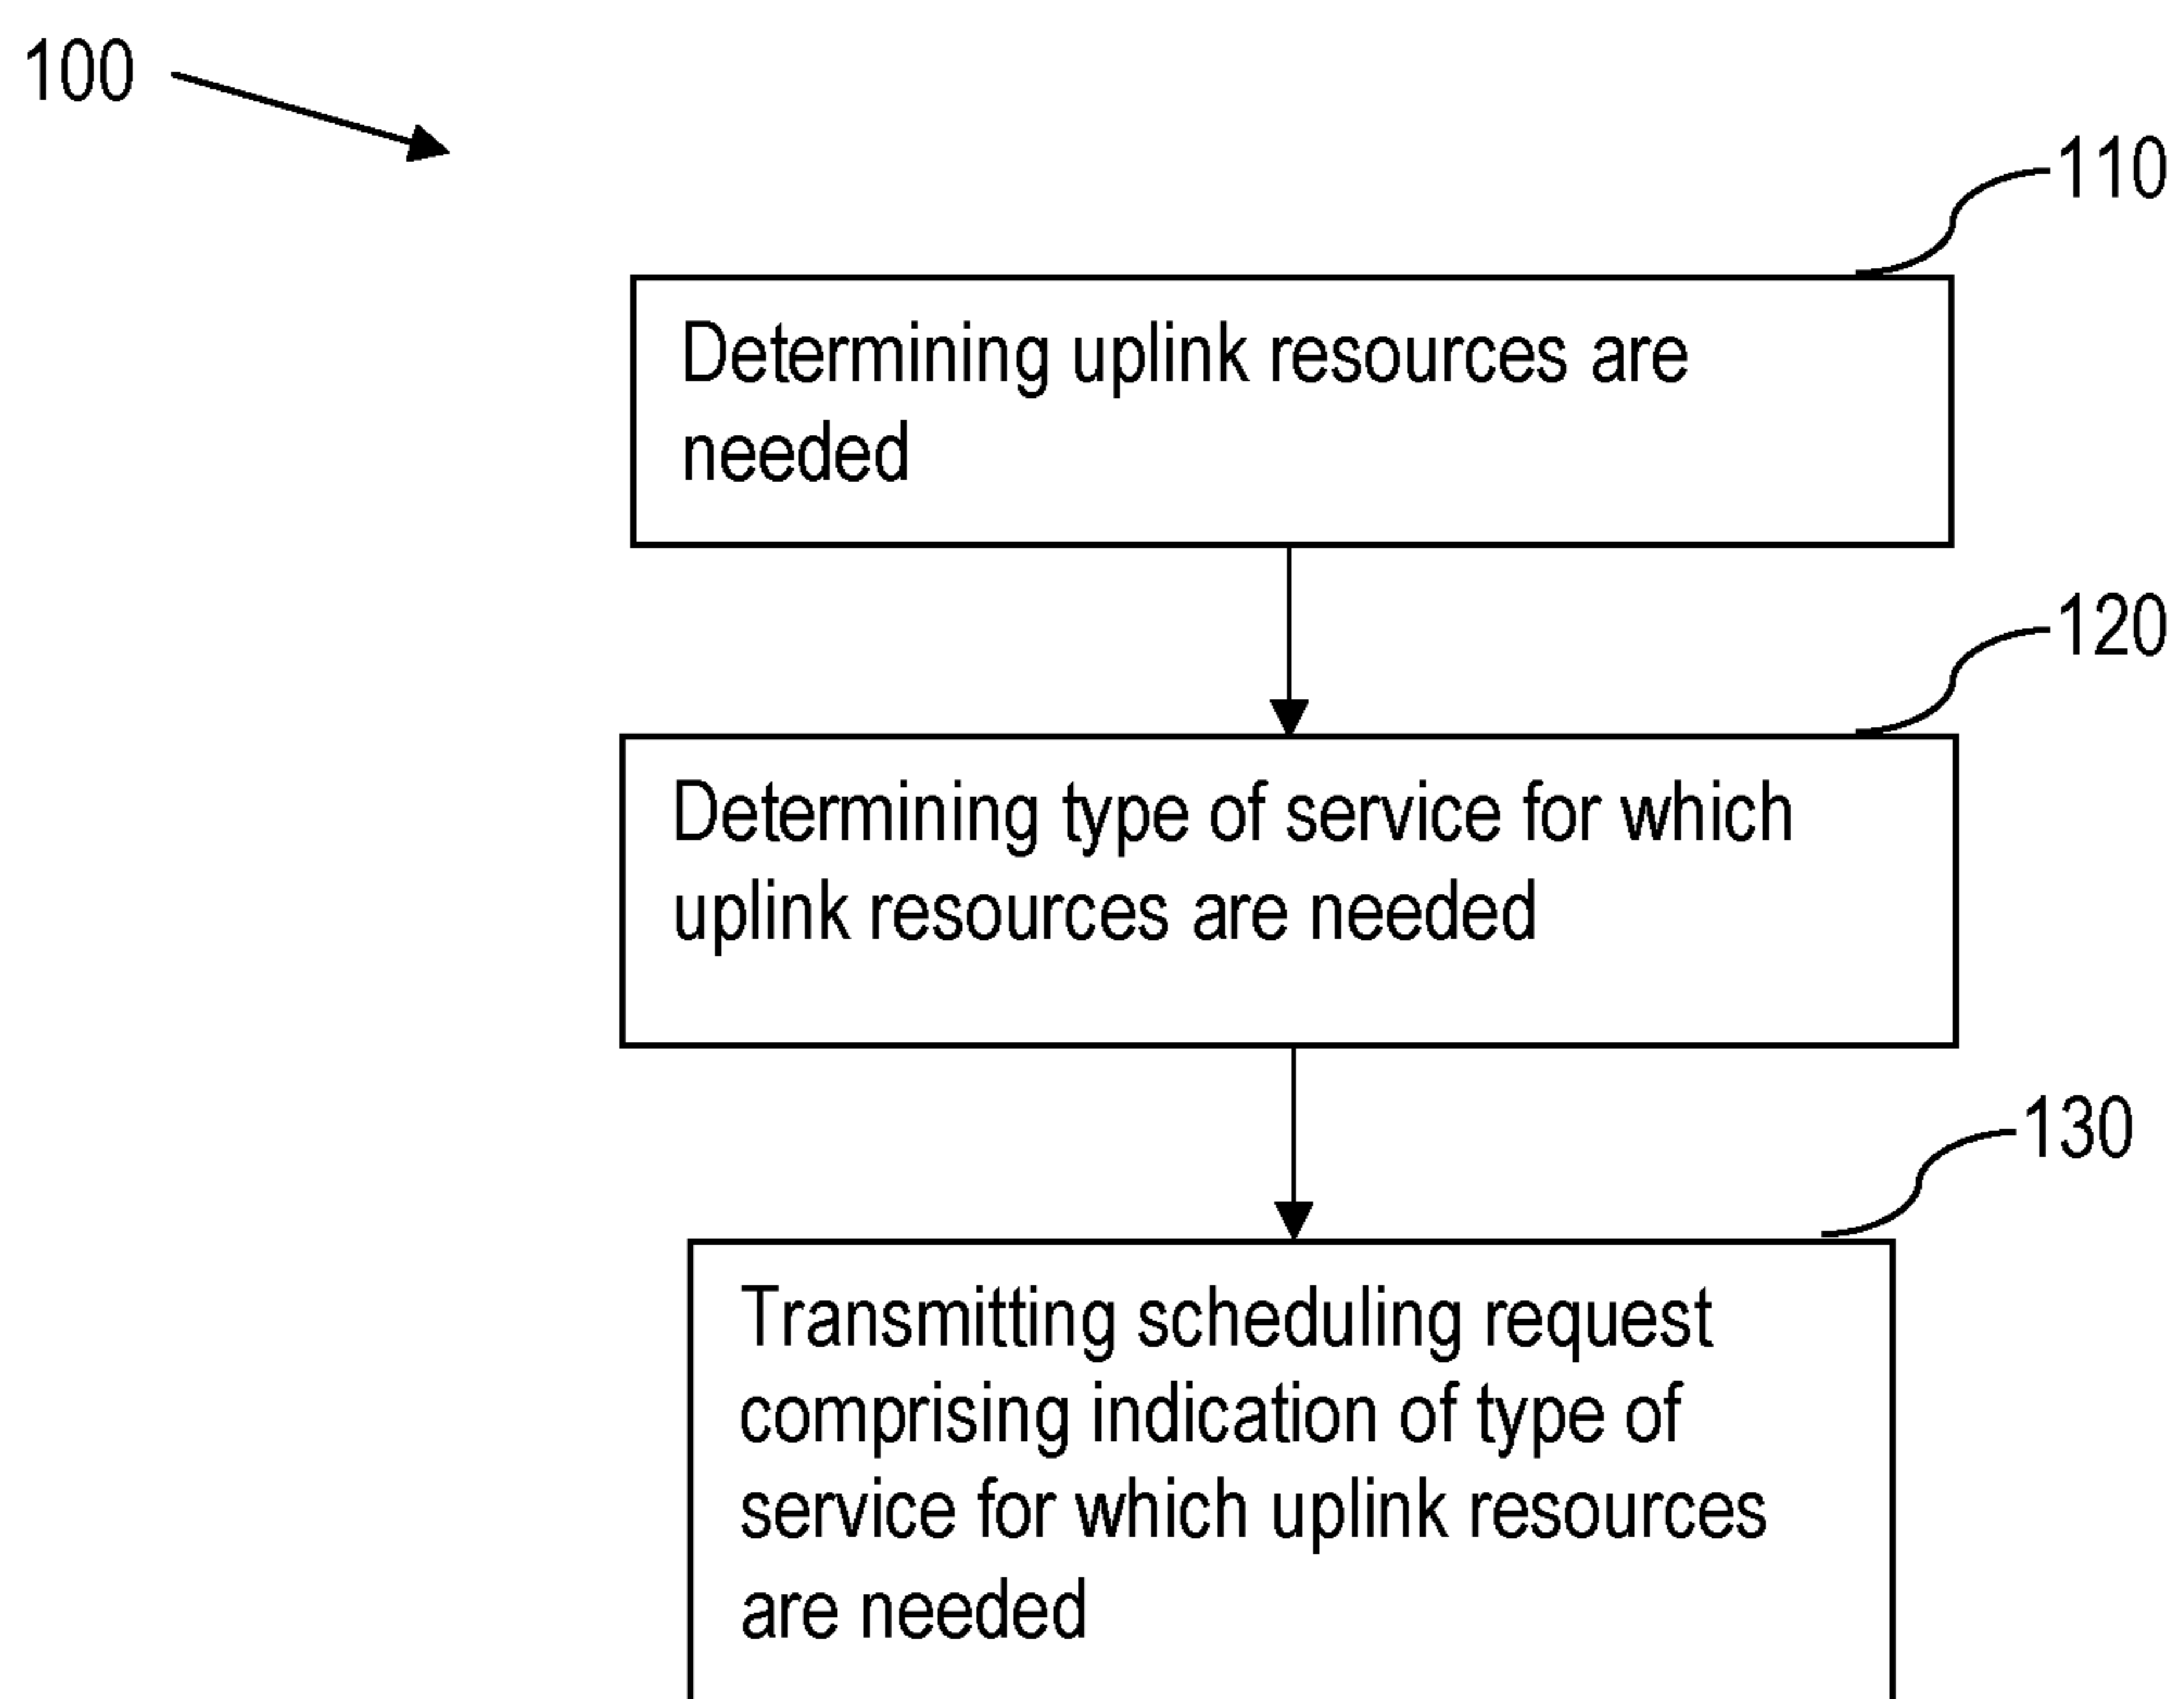 100
110
Determining uplink resources are
needed
120
Determining type of service for which
uplink resources are needed
130
Transmitting scheduling request
comprising indication of type of
service for which uplink resources
are needed